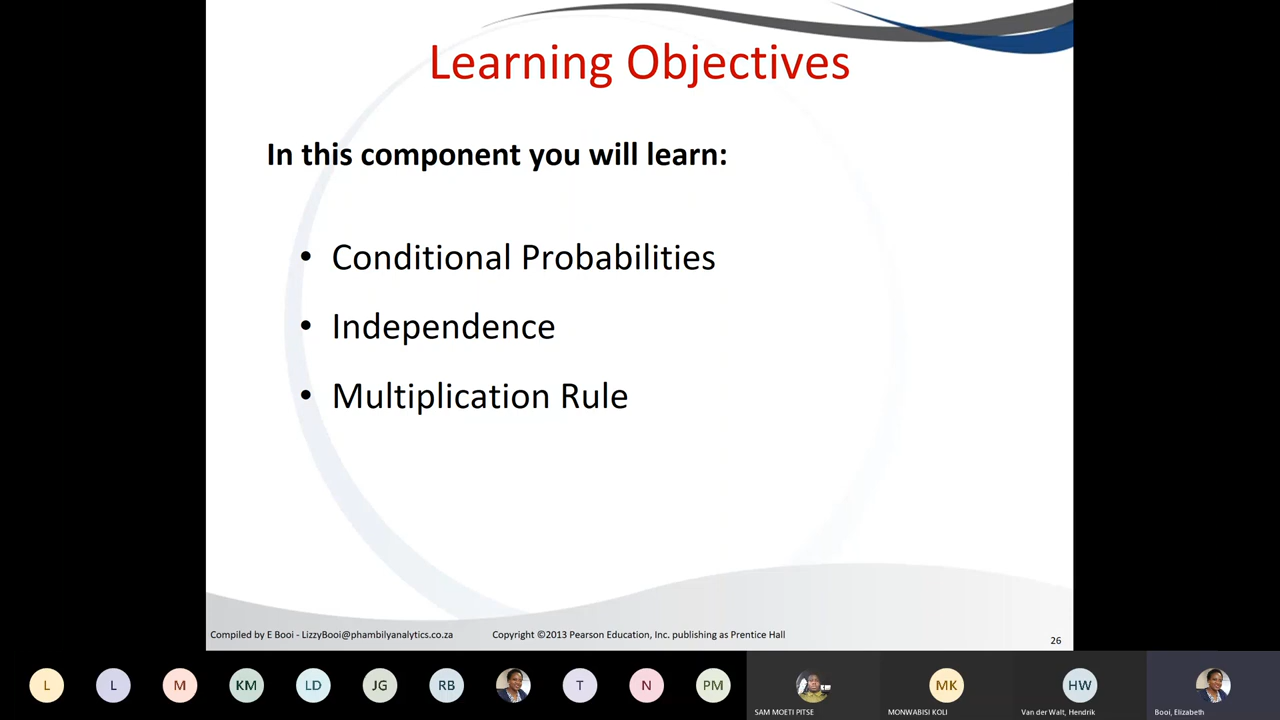 Learning Objectives
In this component you will learn:
• Conditional Probabilities
• Independence
• Multiplication Rule
Compiled by E Booi - LizzyBooi@phambilyanalytics.co.za
Copyright ©2013 Pearson Education, Inc. publishing as Prentice Hall
26
L
L
M
KM
LD
JG
RB
T
N
PM
MK
HW
SAM MOETI PITSE
MONWABISI KOLI
Van der Walt, Hendrik
Booi, Elizabeth